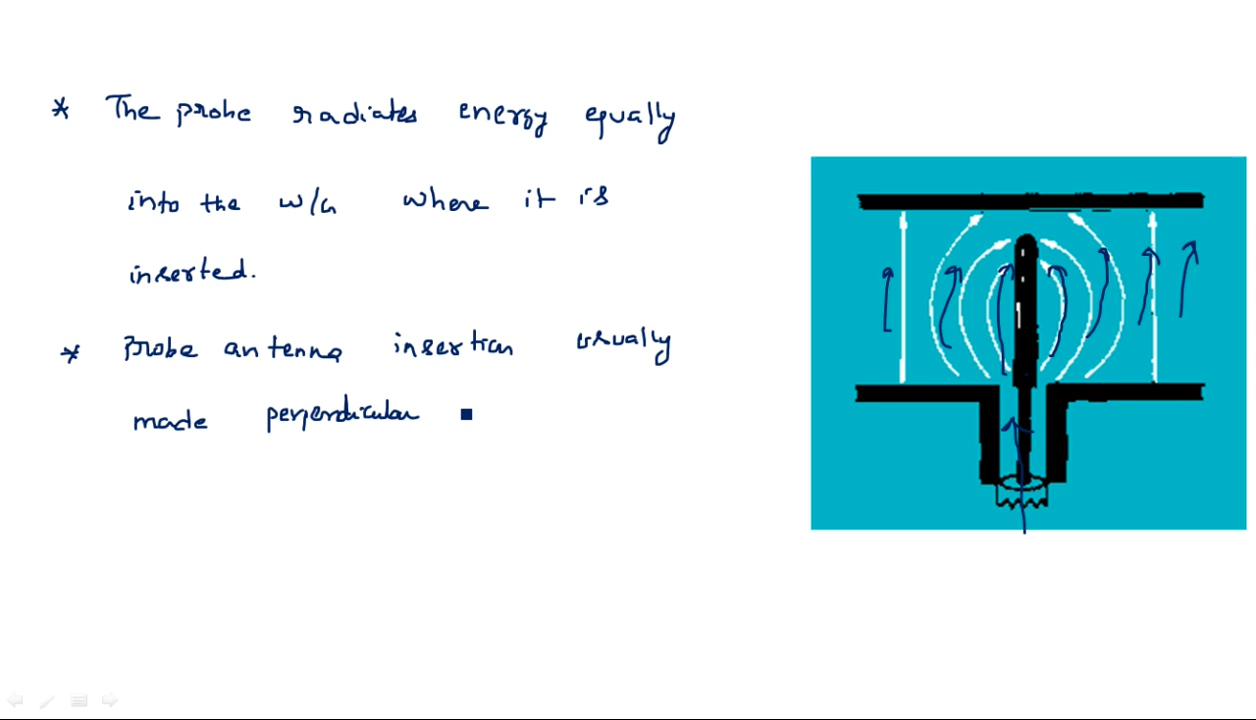 * The probe radiates energy equally
into the w/G where it is
inserted.
* Probe antenna insertion usually
made perpendicular